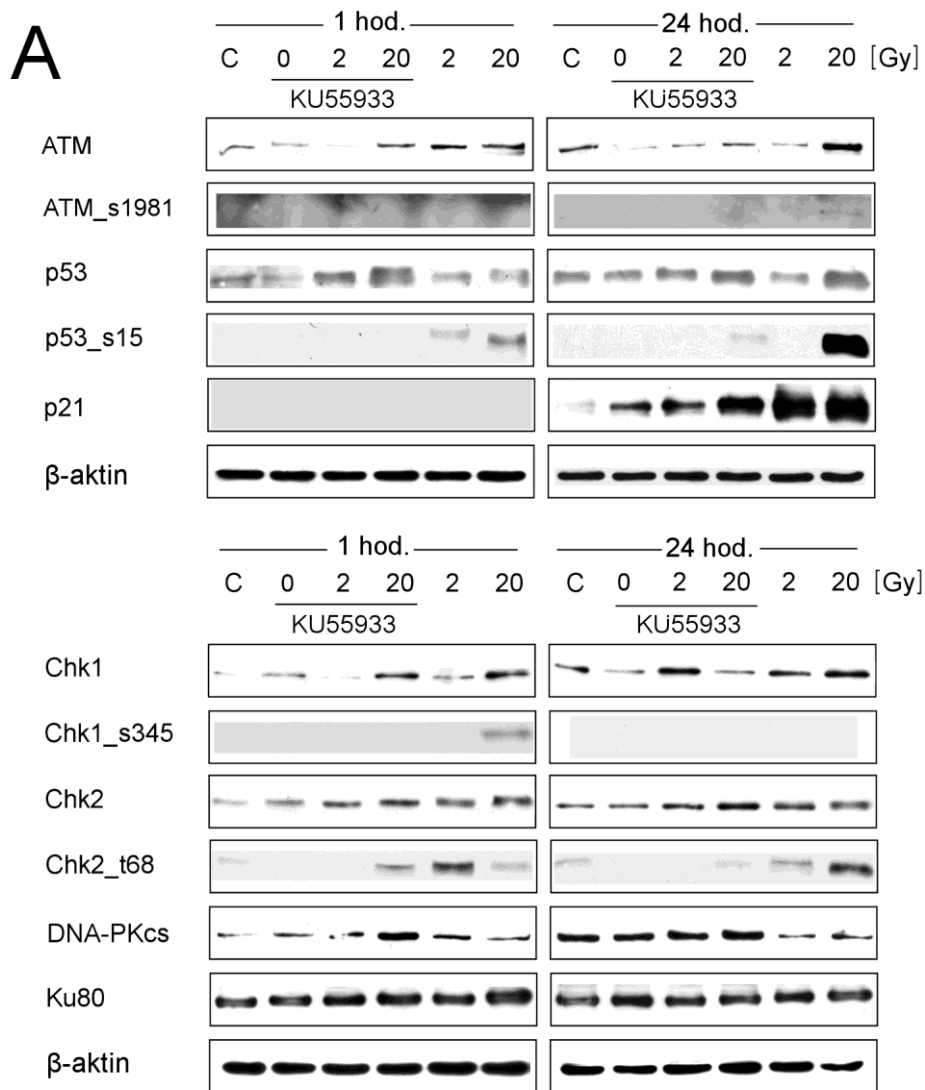 A
1 hod. 24 hod.
C 0 2 20 2 20 C 0 2 20 2 20 [Gy]
KU55933 KU55933
ATM
ATM_s1981
p53
p53_s15
p21
β-aktin
1 hod. 24 hod.
C 0 2 20 2 20 C 0 2 20 2 20 [Gy]
KU55933 KU55933
Chk1
Chk1_s345
Chk2
Chk2_t68
DNA-PKcs
Ku80
β-aktin